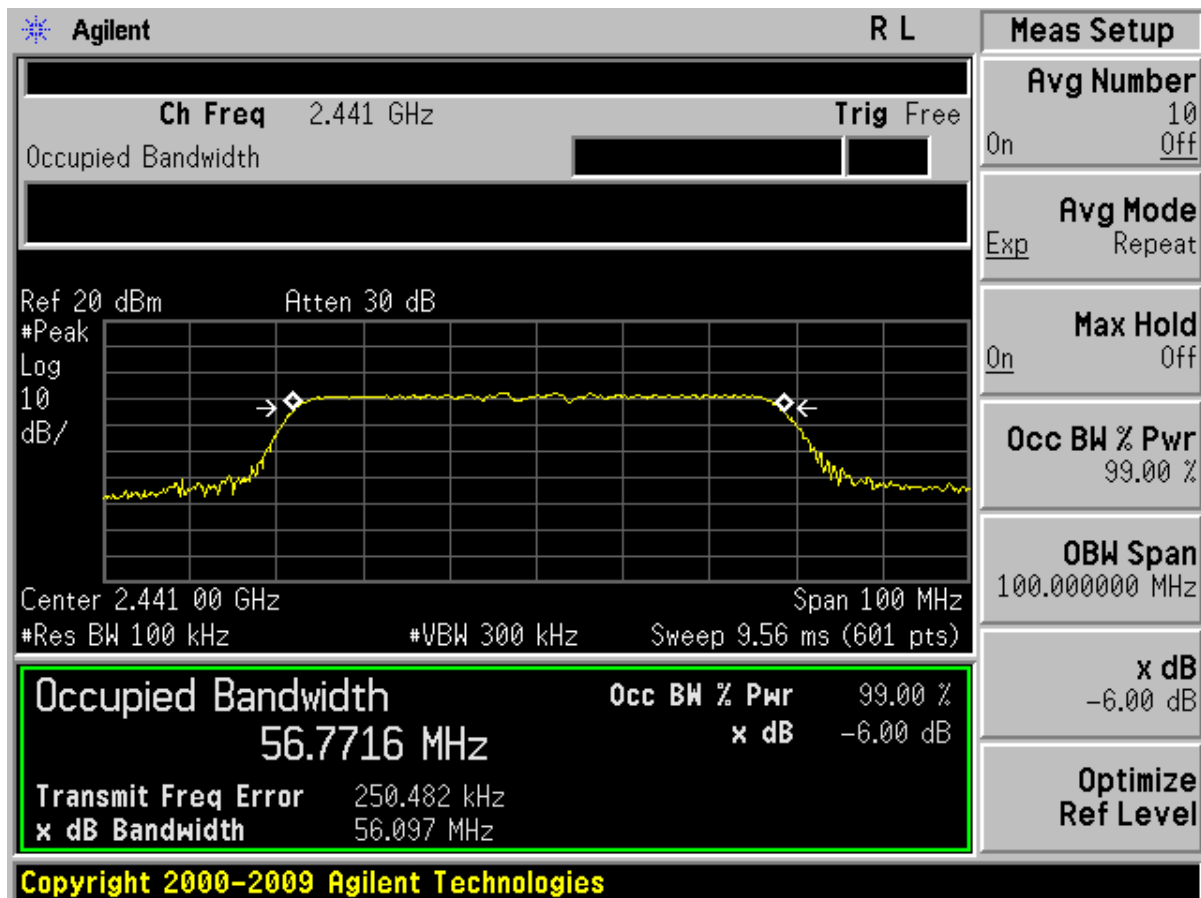 Agilent R L
Ch Freq 2.441 GHz Trig Free
Occupied Bandwidth
Ref 20 dBm Atten 30 dB
#Peak
Log
10
dB/
Center 2.441 00 GHz Span 100 MHz
#Res BW 100 kHz #VBW 300 kHz Sweep 9.56 ms (601 pts)
Occupied Bandwidth Occ BW % Pwr 99.00 %
56.7716 MHz x dB -6.00 dB
Transmit Freq Error 250.482 kHz
x dB Bandwidth 56.097 MHz
Copyright 2000-2009 Agilent Technologies
Meas Setup
Avg Number
10
On Off
Avg Mode
Exp Repeat
Max Hold
On Off
Occ BW % Pwr
99.00 %
OBW Span
100.000000 MHz
x dB
-6.00 dB
Optimize
Ref Level